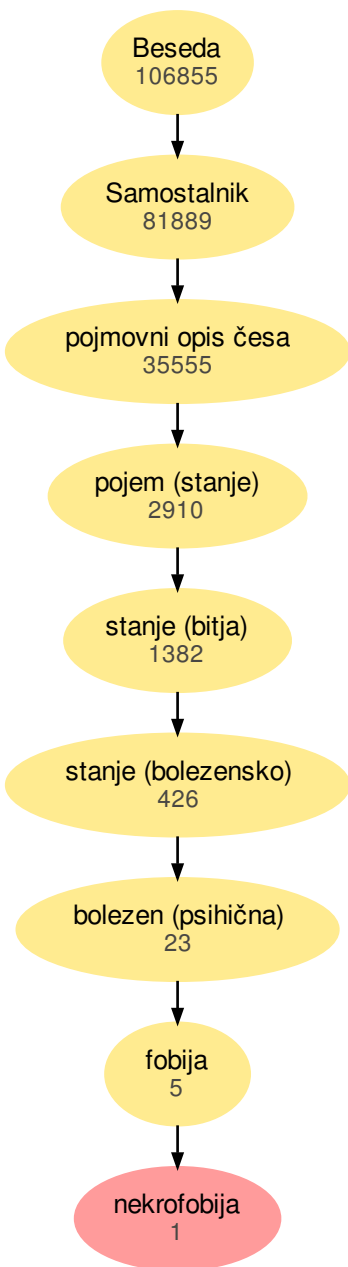 Beseda
106855
Samostalnik
81889
pojmovni opis česa
35555
pojem (stanje)
2910
stanje (bitja)
1382
stanje (bolezensko)
426
bolezen (psihična)
23
fobija
5
nekrofobija
1